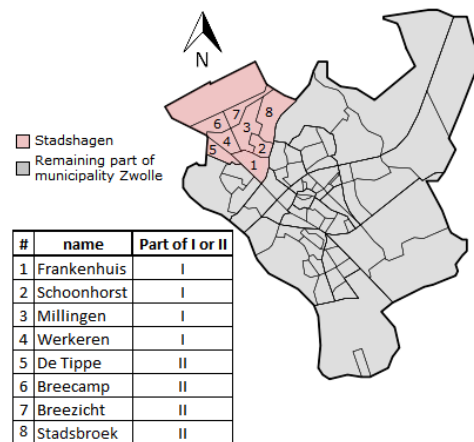 N
8
7
6
3
4
2
5
1
Stadshagen
Remaining part of
municipality Zwolle
# name Part of I or II
1 Frankenhuis I
2 Schoonhorst I
3 Millingen I
4 Werkeren I
5 De Tippe II
6 Breecamp II
7 Breezicht II
8 Stadsbroek II